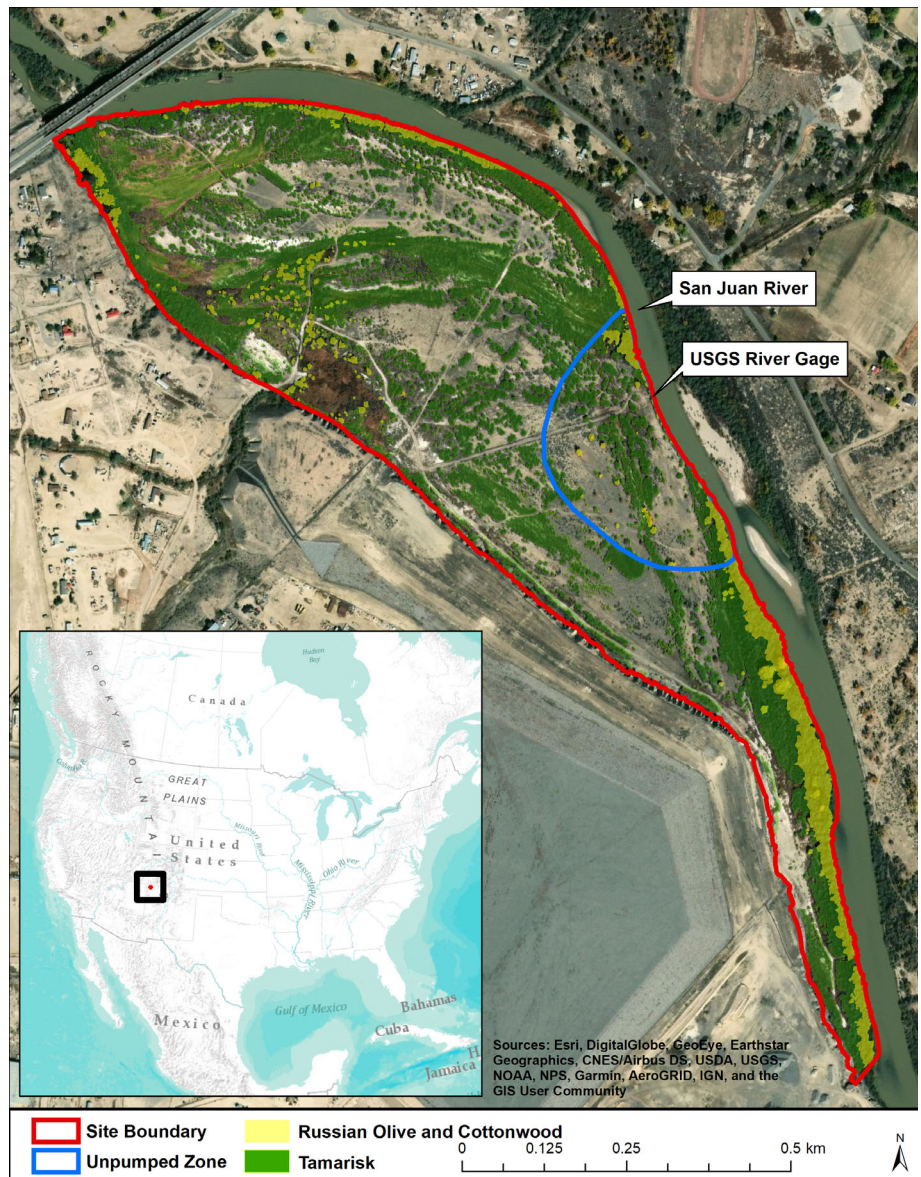 San Juan River
USGS River Gage
Hudson
Bay
Canada
ROCKY MOUNTAI
GREAT
PLAINS
Columbia R.
United
States
Missouri River
Mississippi River
Ohio River
Gulf of Mexico
Bahamas
Cuba
Mexico
H
Jamaica
Sources: Esri, DigitalGlobe, GeoEye, Earthstar
Geographics, CNES/Airbus DS, USDA, USGS,
NOAA, NPS, Garmin, AeroGRID, IGN, and the
GIS User Community
Site Boundary
Russian Olive and Cottonwood
Unpumped Zone
Tamarisk
0 0.125 0.25 0.5 km
N